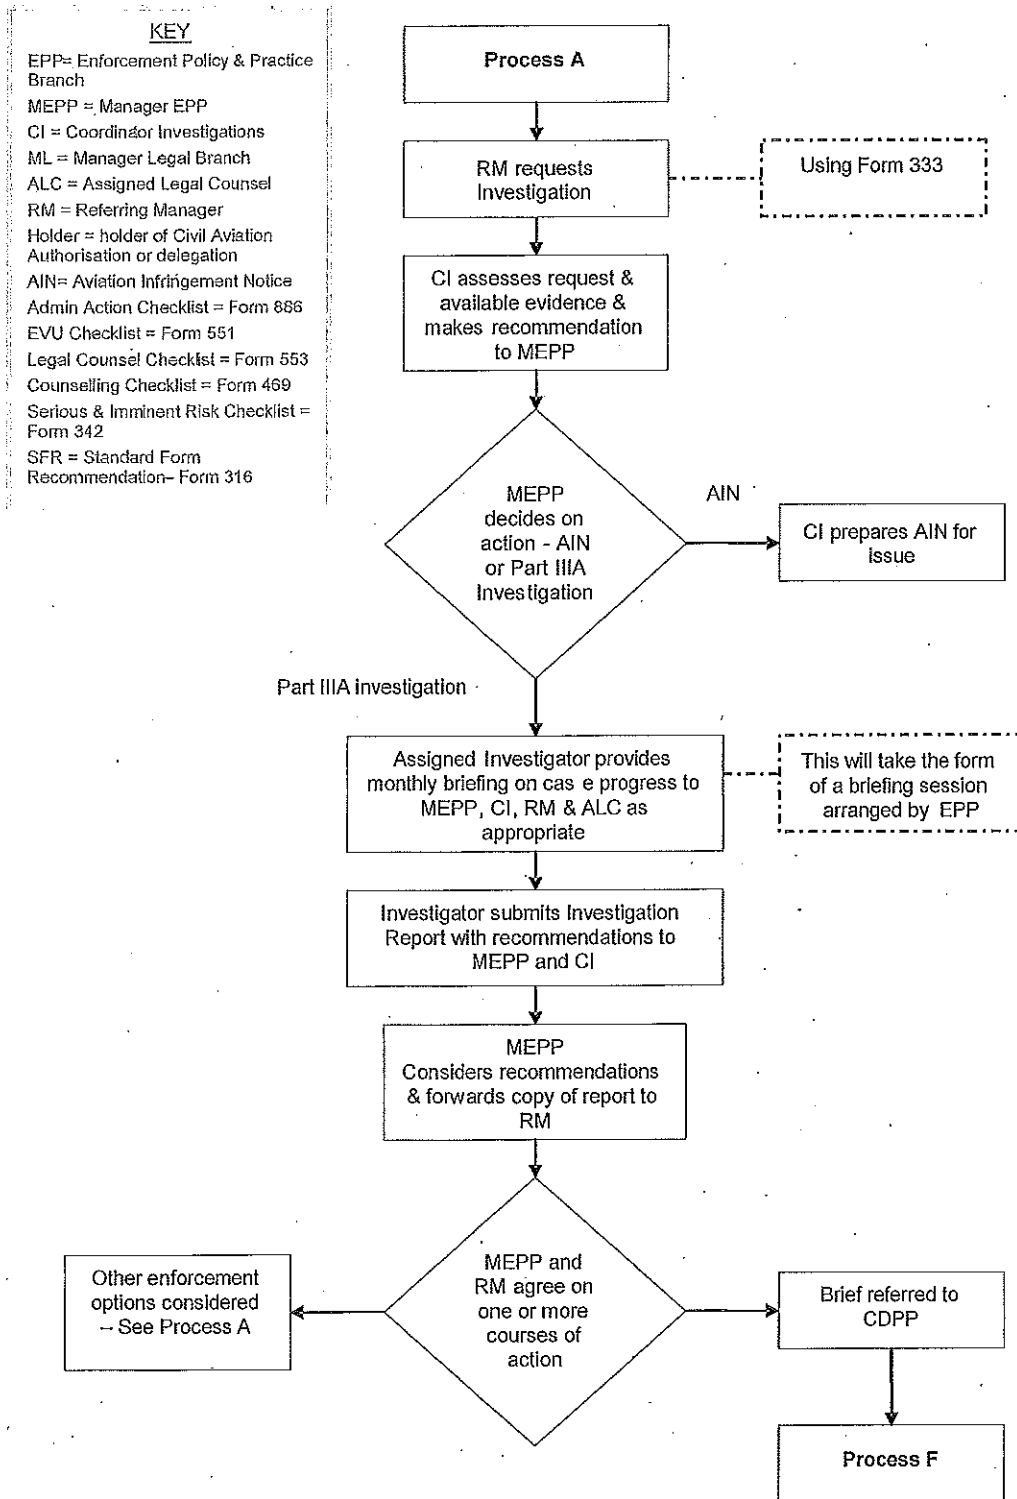 KEY
EPP= Enforcement Policy & Practice
Branch
MEPP = Manager EPP
CI = Coordinator Investigations
ML = Manager Legal Branch
ALC = Assigned Legal Counsel
RM = Referring Manager
Holder = holder of Civil Aviation
Authorisation or delegation
AIN= Aviation Infringement Notice
Admin Action Checklist = Form 886
EVU Checklist = Form 551
Legal Counsel Checklist = Form 553
Counselling Checklist = Form 469
Serious & Imminent Risk Checklist =
Form 342
SFR = Standard Form
Recommendation– Form 316
Process A
RM requests
Investigation
Using Form 333
CI assesses request &
available evidence &
makes recommendation
to MEPP
MEPP
decides on
action - AIN
or Part IIIA
Investigation
AIN
CI prepares AIN for
issue
Part IIIA investigation
Assigned Investigator provides
monthly briefing on cas e progress to
MEPP, CI, RM & ALC as
appropriate
This will take the form
of a briefing session
arranged by EPP
Investigator submits Investigation
Report with recommendations to
MEPP and CI
MEPP
Considers recommendations
& forwards copy of report to
RM
MEPP and
RM agree on
one or more
courses of
action
Other enforcement
options considered
– See Process A
Brief referred to
CDPP
Process F